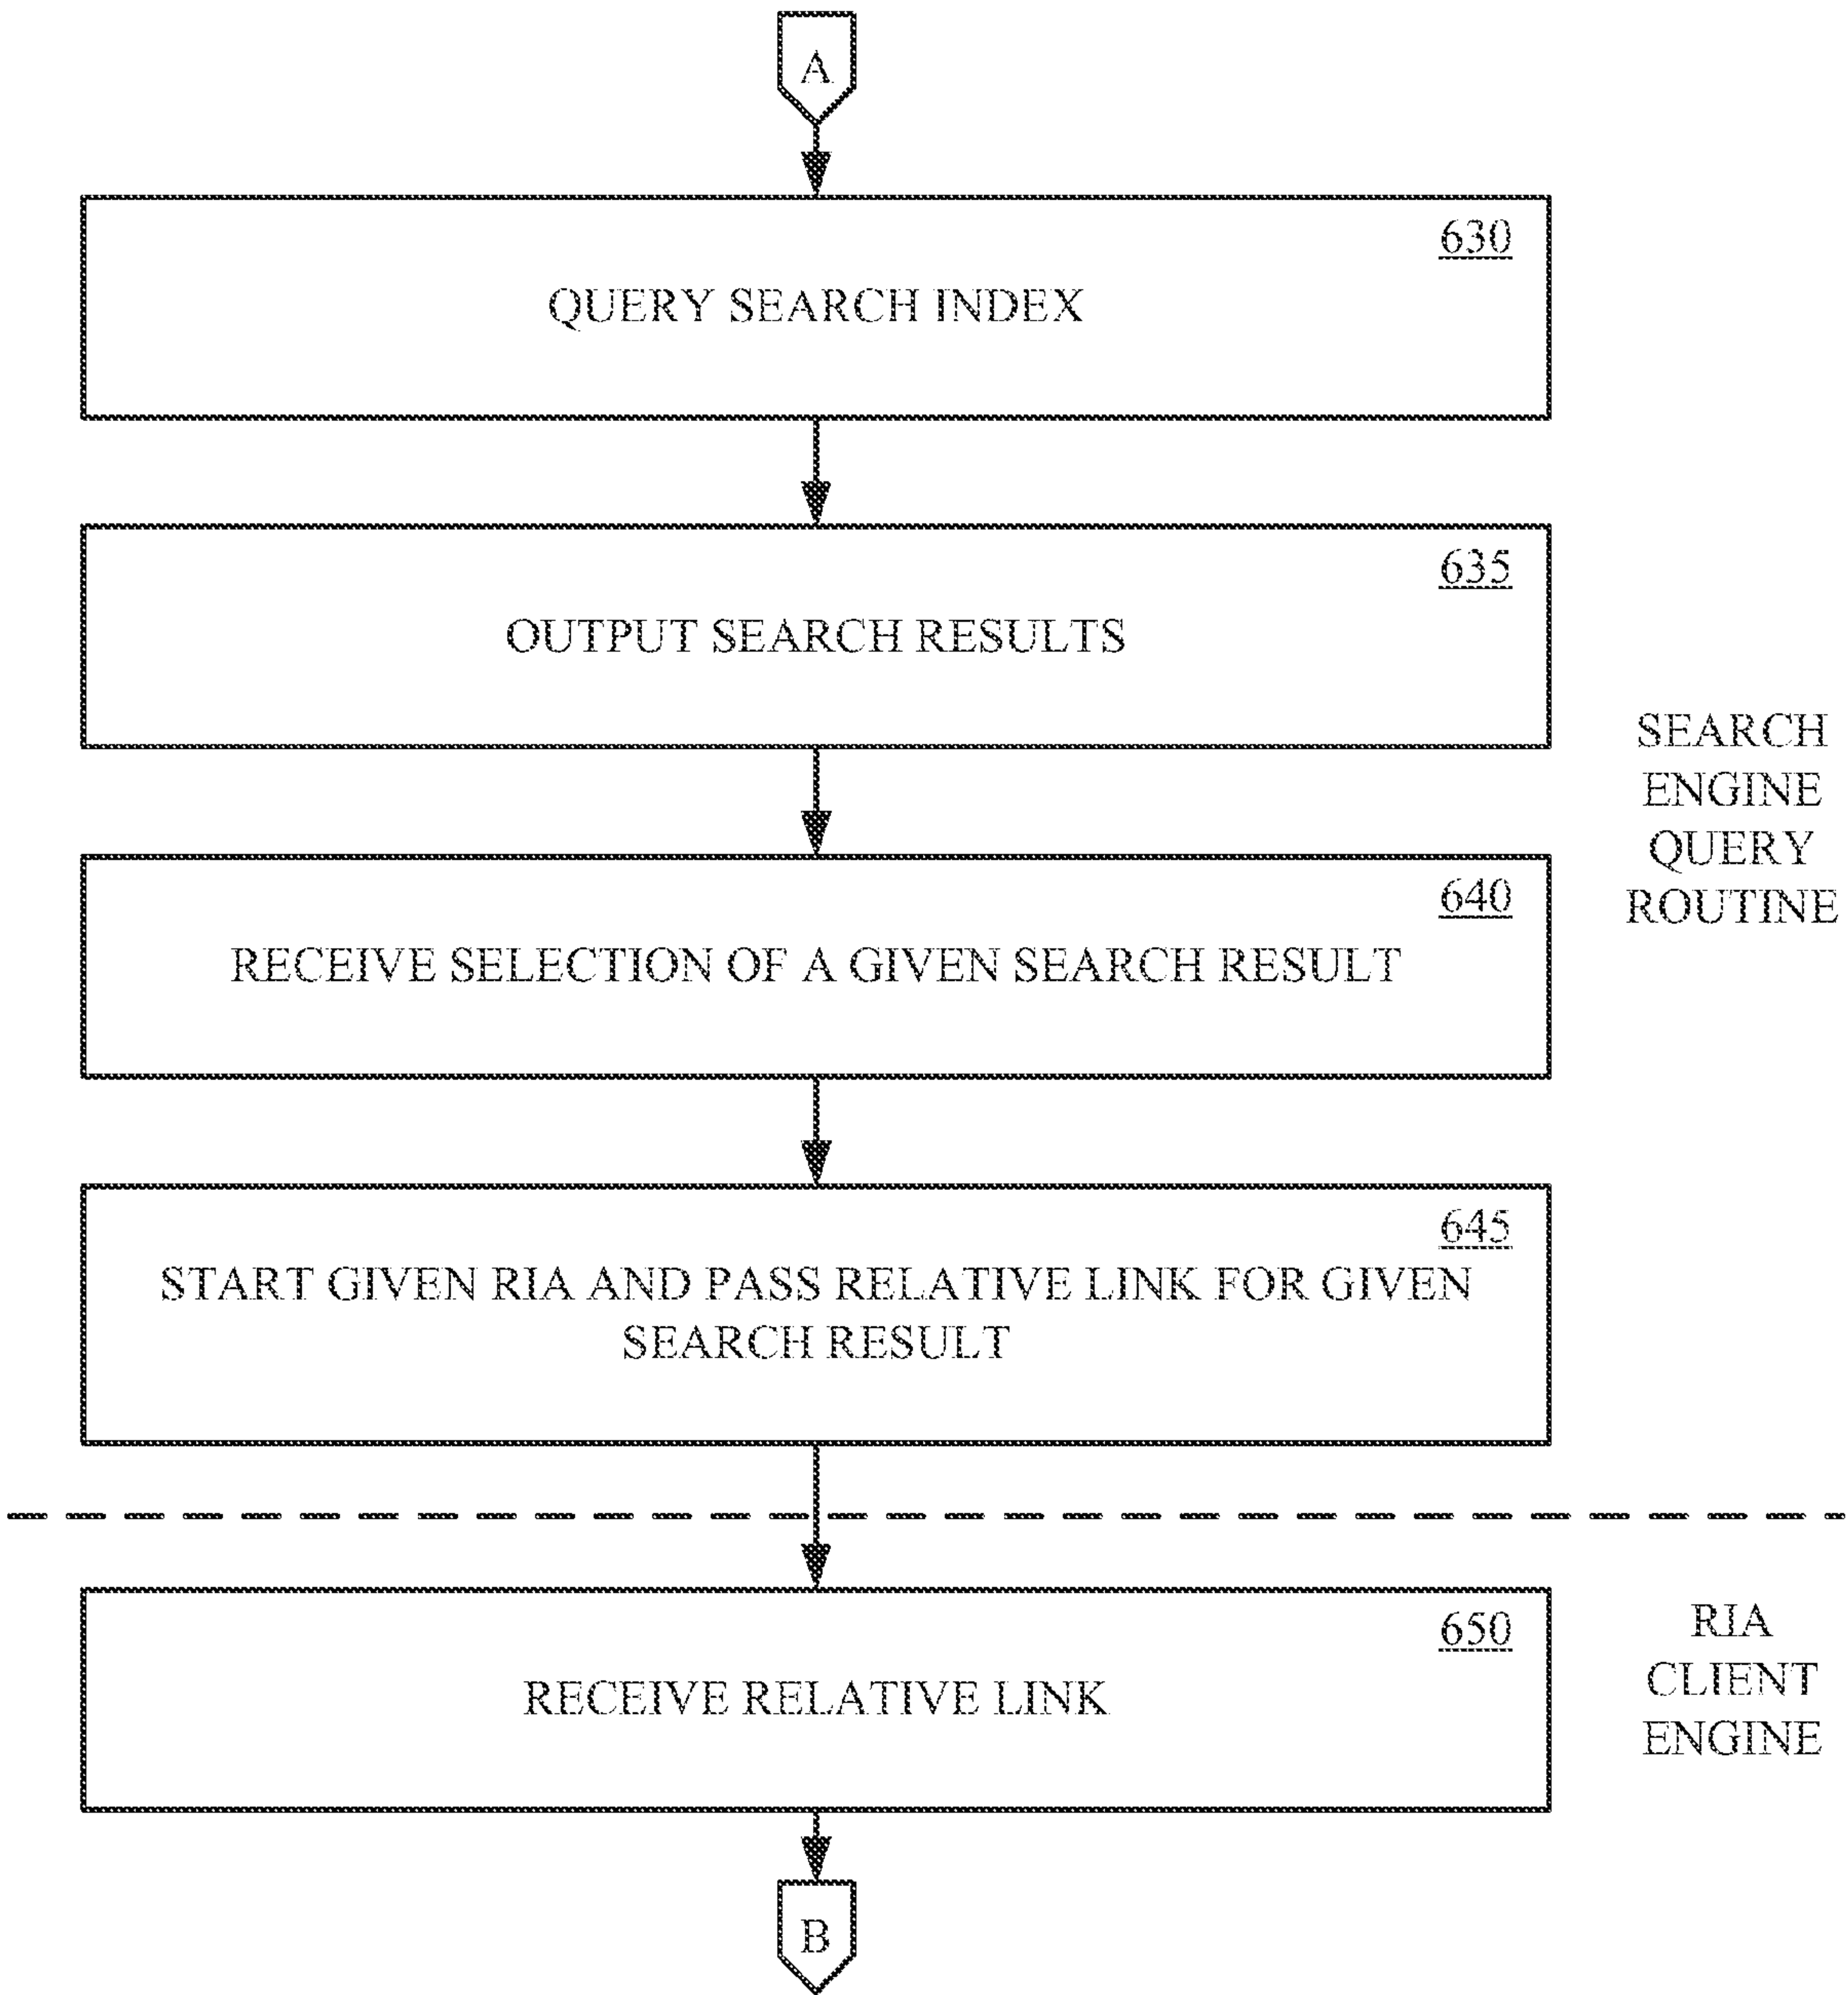 A
630
QUERY SEARCH INDEX
635
OUTPUT SEARCH RESULTS
SEARCH
ENGINE
QUERY
ROUTINE
640
RECEIVE SELECTION OF A GIVEN SEARCH RESULT
645
START GIVEN RIA AND PASS RELATIVE LINK FOR GIVEN
SEARCH RESULT
650
RECEIVE RELATIVE LINK
RIA
CLIENT
ENGINE
B